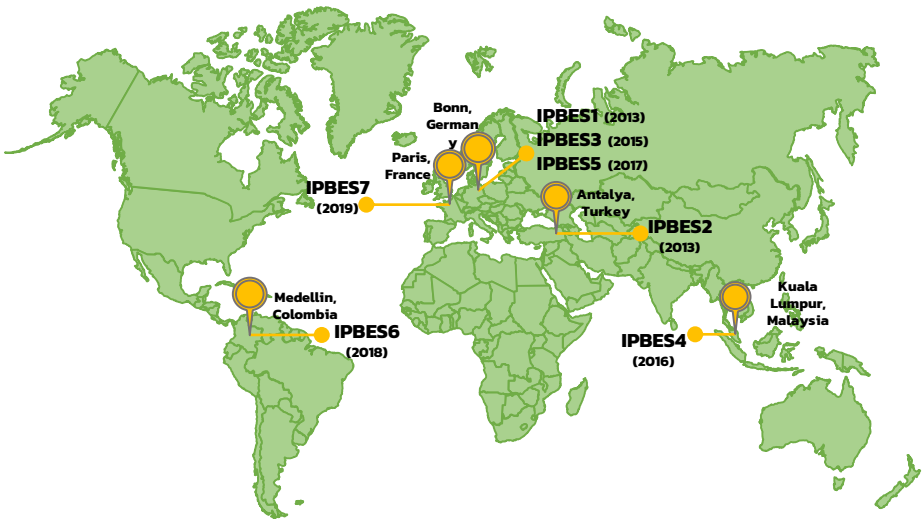 Bonn,
German
y
IPBES1 (2013)
IPBES3 (2015)
IPBES5 (2017)
Paris,
France
IPBES7
(2019)
Antalya,
Turkey
IPBES2
(2013)
Medellin,
Colombia
IPBES6
(2018)
Kuala
Lumpur,
Malaysia
IPBES4
(2016)